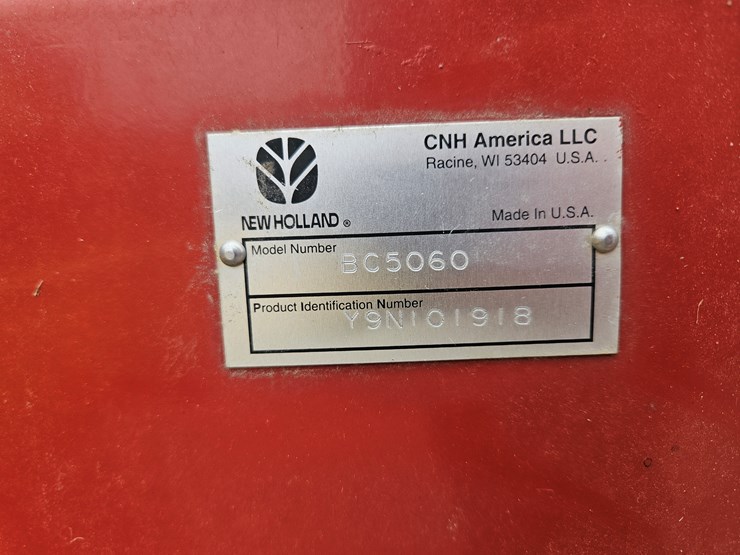 CNH America LLC
Racine, WI 53404 U.S.A.
NEW HOLLAND ®
Made In U.S.A.
Model Number
BC5060
Product Identification Number
Y9N101918